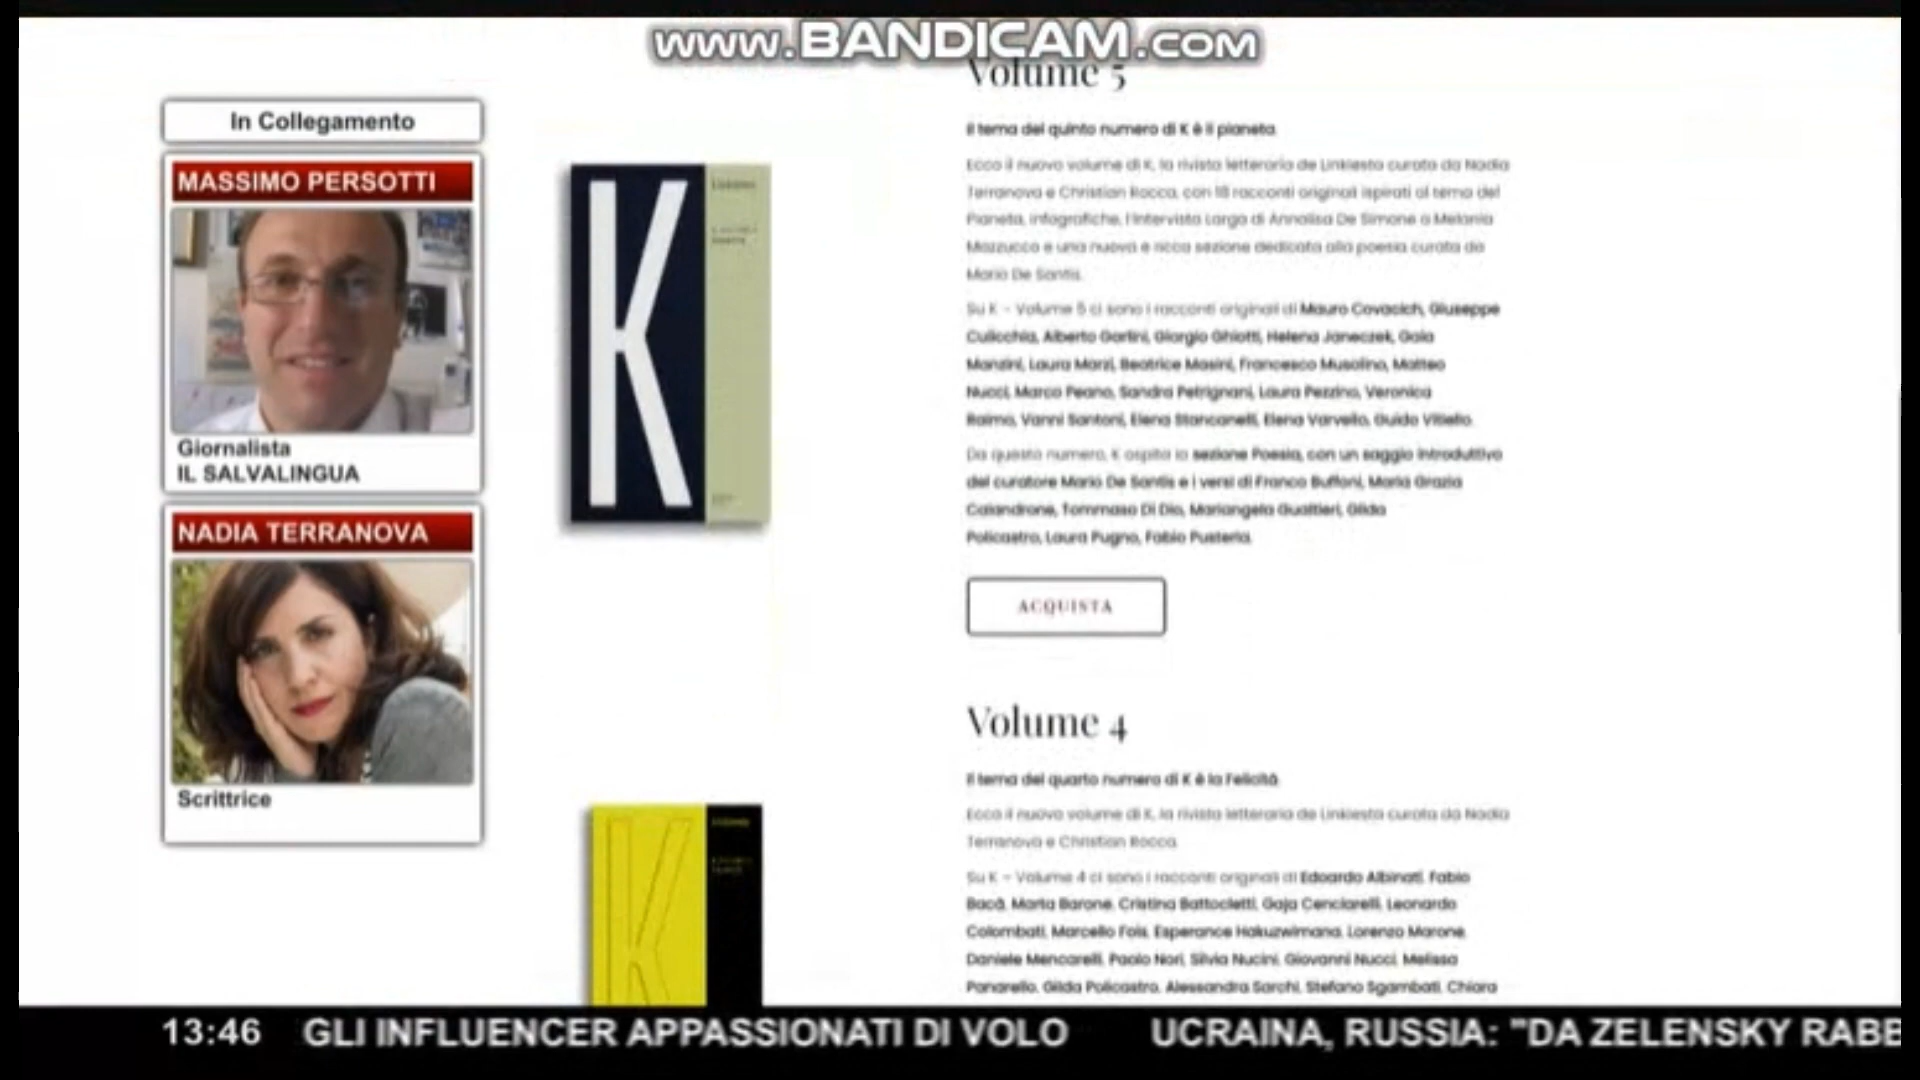 www.BANDICAM.com
In Collegamento
MASSIMO PERSOTTI
Giornalista
IL SALVALINGUA
NADIA TERRANOVA
Scrittrice
K
K
Volume 5
Il tema del quinto numero di K è il pianeta.
Ecco il nuovo volume di K, la rivista letteraria de Linkiesta curata da Nadia
Terranova e Christian Rocca, con 18 racconti originali ispirati al tema del
Pianeta, infografiche, l'intervista Larga di Annalisa De Simone a Melania
Mazzucco e una nuova e ricca sezione dedicata alla poesia curata da
Mario De Santis.
Su K – Volume 5 ci sono i racconti originali di Mauro Covacich, Giuseppe
Culicchia, Alberto Garlini, Giorgio Ghiotti, Helena Janeczek, Gaia
Manzini, Laura Marzi, Beatrice Masini, Francesco Musolino, Matteo
Nucci, Marco Peano, Sandra Petrignani, Laura Pezzino, Veronica
Raimo, Vanni Santoni, Elena Stancanelli, Elena Varvello, Guido Vitiello.
Da questo numero, K ospita la sezione Poesia, con un saggio introduttivo
del curatore Mario De Santis e i versi di Franco Buffoni, Maria Grazia
Calandrone, Tommaso Di Dio, Mariangela Gualtieri, Gilda
Policastro, Laura Pugno, Fabio Pusterla.
ACQUISTA
Volume 4
Il tema del quarto numero di K è la Felicità.
Ecco il nuovo volume di K, la rivista letteraria de Linkiesta curata da Nadia
Terranova e Christian Rocca.
Su K – Volume 4 ci sono i racconti originali di Edoardo Albinati, Fabio
Bacà, Marta Barone, Cristina Battocletti, Gaja Cenciarelli, Leonardo
Colombati, Marcello Fois, Esperance Hakuzwimana, Lorenzo Marone,
Daniele Mencarelli, Paolo Nori, Silvia Nucini, Giovanni Nucci, Melissa
Panarello, Gilda Policastro, Alessandra Sarchi, Stefano Sgambati, Chiara
13:46 GLI INFLUENCER APPASSIONATI DI VOLO UCRAINA, RUSSIA: "DA ZELENSKY RABB